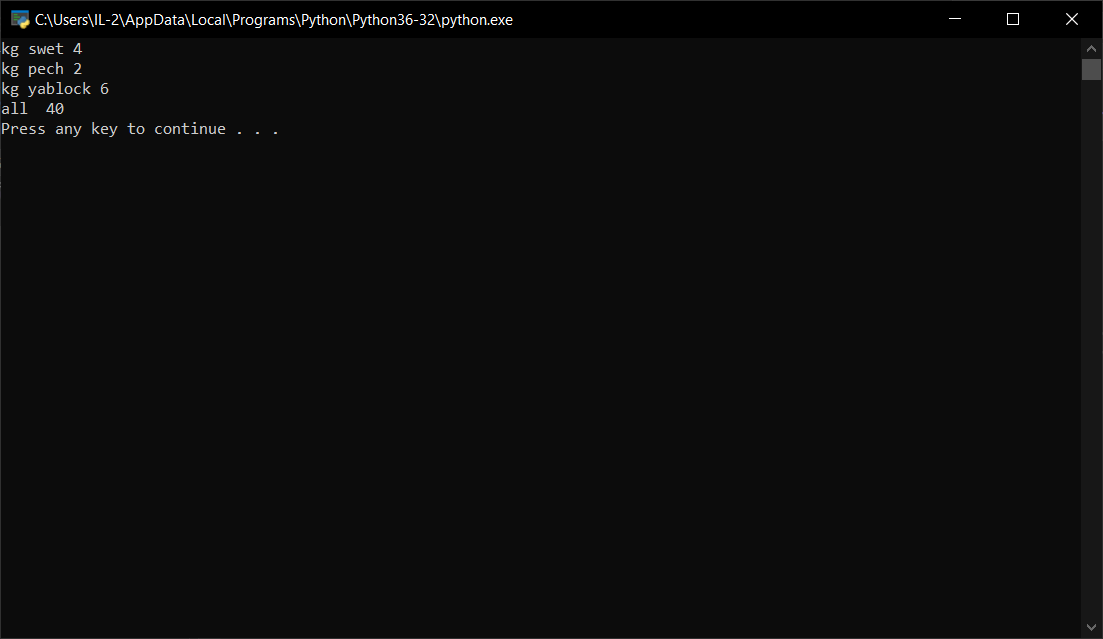 C:\Users\IL-2\AppData\Local\Programs\Python\Python36-32\python.exe
kg swet 4
kg pech 2
kg yablock 6
all  40
Press any key to continue . . .